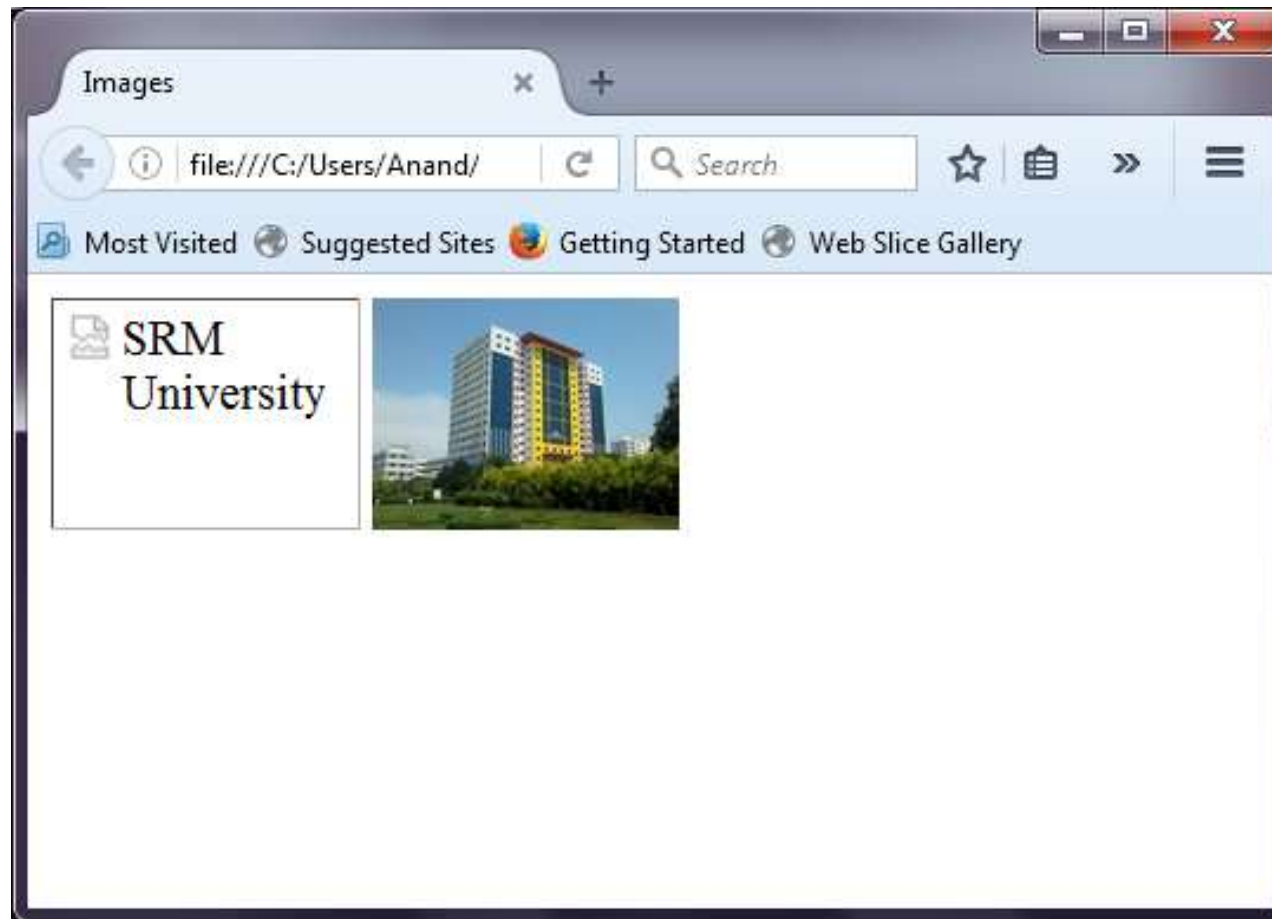 Images
file:///C:/Users/Anand/
Search
Most Visited Suggested Sites Getting Started Web Slice Gallery
SRM
University